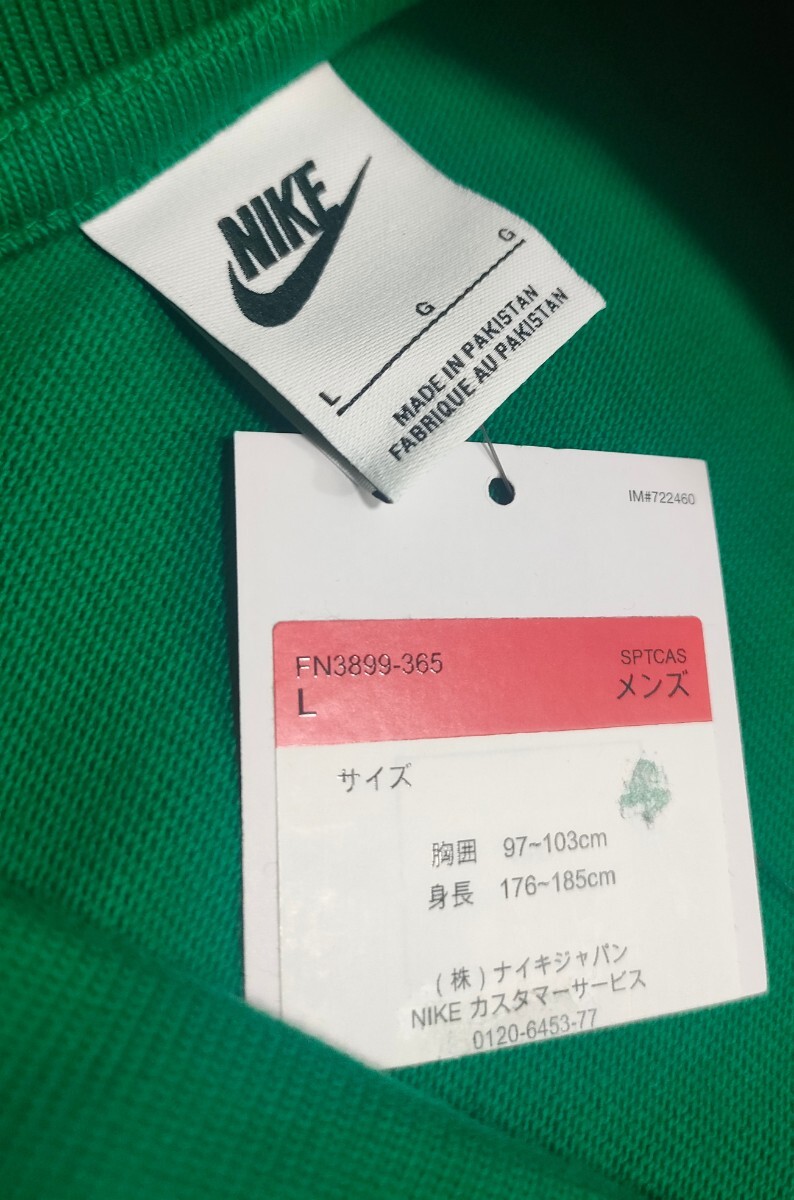 NIKE
L G G
MADE IN PAKISTAN
FABRIQUE AU PAKISTAN
IM#722460
FN3899-365
L
SPTCAS
メンズ
サイズ
胸囲 97~103cm
身長 176~185cm
(株)ナイキジャパン
NIKE カスタマーサービス
0120-6453-77